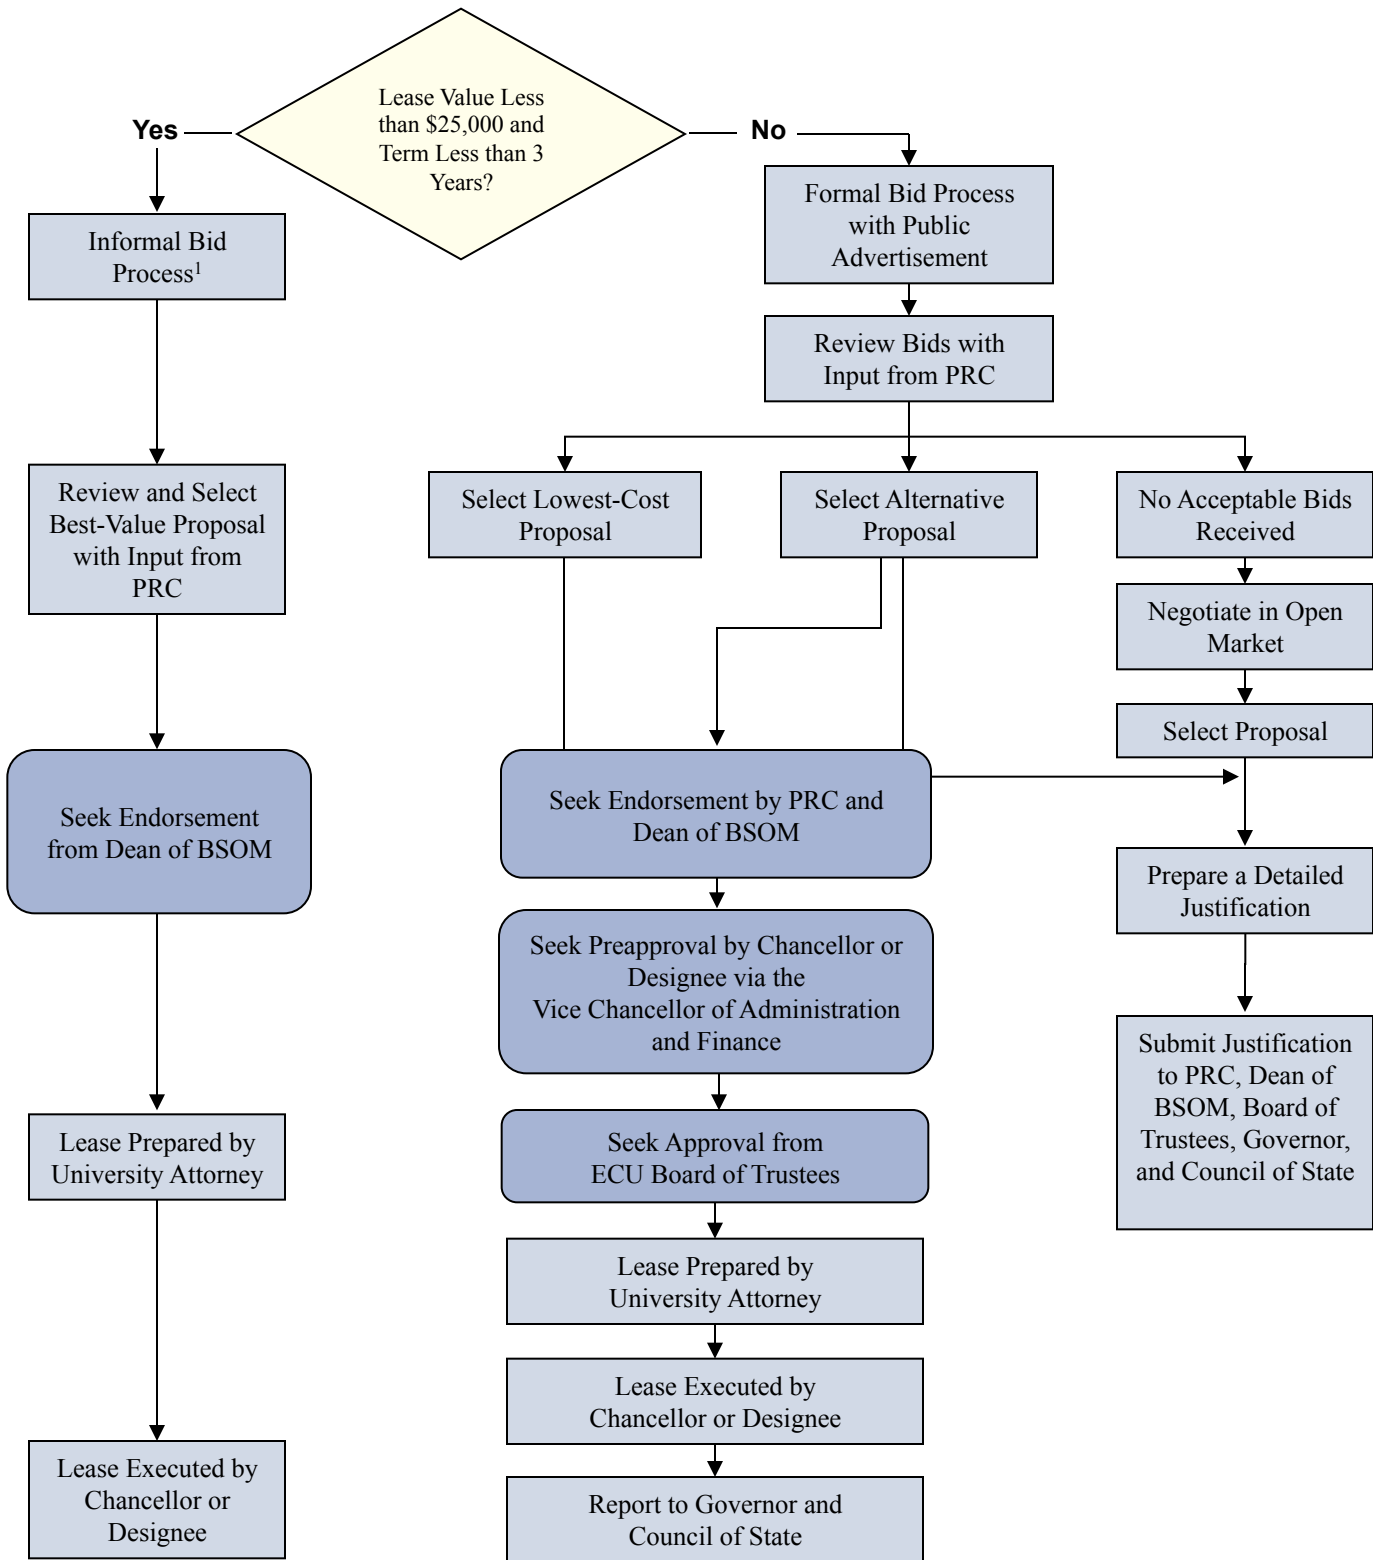 Lease Value Less
than $25,000 and
Term Less than 3
Years?
Yes
No
Informal Bid
Process1
Formal Bid Process
with Public
Advertisement
Review Bids with
Input from PRC
Review and Select
Best-Value Proposal
with Input from
PRC
Select Lowest-Cost
Proposal
Select Alternative
Proposal
No Acceptable Bids
Received
Negotiate in Open
Market
Select Proposal
Seek Endorsement
from Dean of BSOM
Seek Endorsement by PRC and
Dean of BSOM
Prepare a Detailed
Justification
Seek Preapproval by Chancellor or
Designee via the
Vice Chancellor of Administration
and Finance
Submit Justification
to PRC, Dean of
BSOM, Board of
Trustees, Governor,
and Council of State
Lease Prepared by
University Attorney
Seek Approval from
ECU Board of Trustees
Lease Prepared by
University Attorney
Lease Executed by
Chancellor or Designee
Lease Executed by
Chancellor or
Designee
Report to Governor and
Council of State